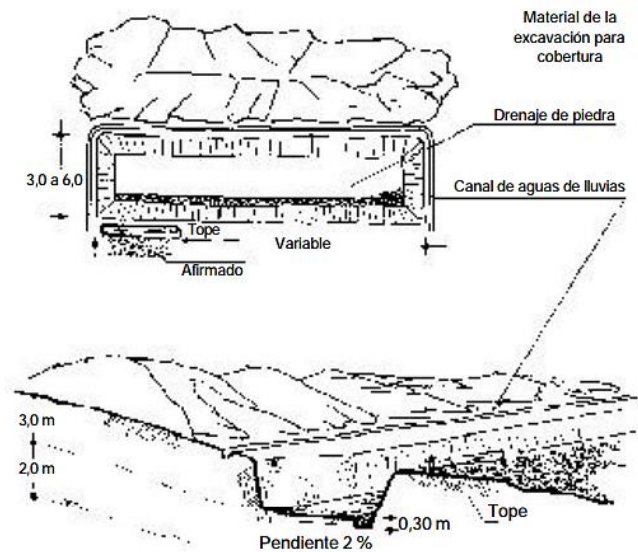 Material de la
excavación para
cobertura
Drenaje de piedra
3,0 a 6,0
Canal de aguas de lluvias
Tope
Variable
Afirmado
3,0 m
2,0 m
0,30 m
Tope
Pendiente 2 %